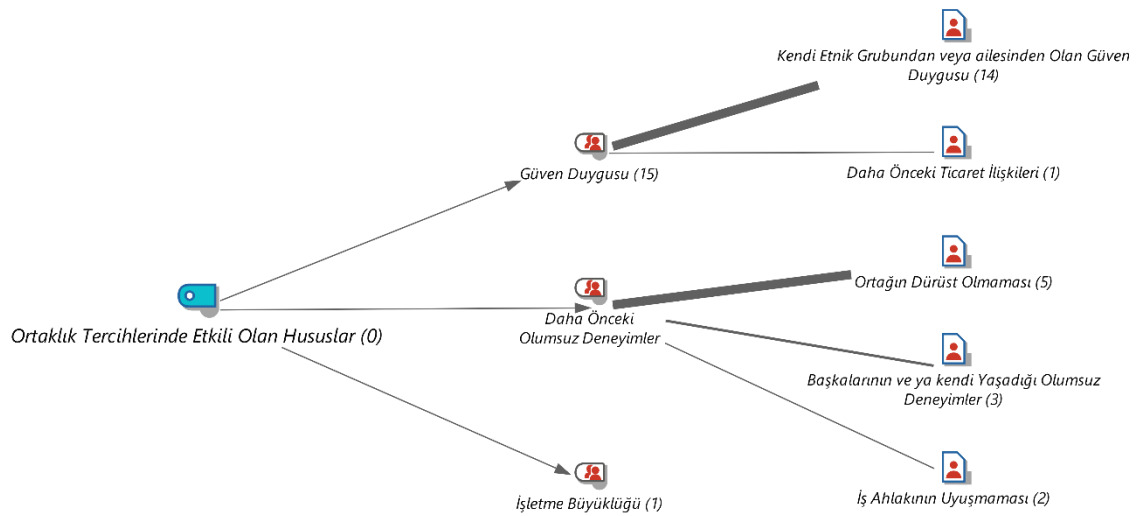 Kendi Etnik Grubundan veya ailesinden Olan Güven
Duygusu (14)
Güven Duygusu (15)
Daha Önceki Ticaret İlişkileri (1)
Ortaklık Tercihlerinde Etkili Olan Hususlar (0)
Daha Önceki
Olumsuz Deneyimler
Ortağın Dürüst Olmaması (5)
Başkalarının ve ya kendi Yaşadığı Olumsuz
Deneyimler (3)
İşletme Büyüklüğü (1)
İş Ahlakının Uyuşmaması (2)